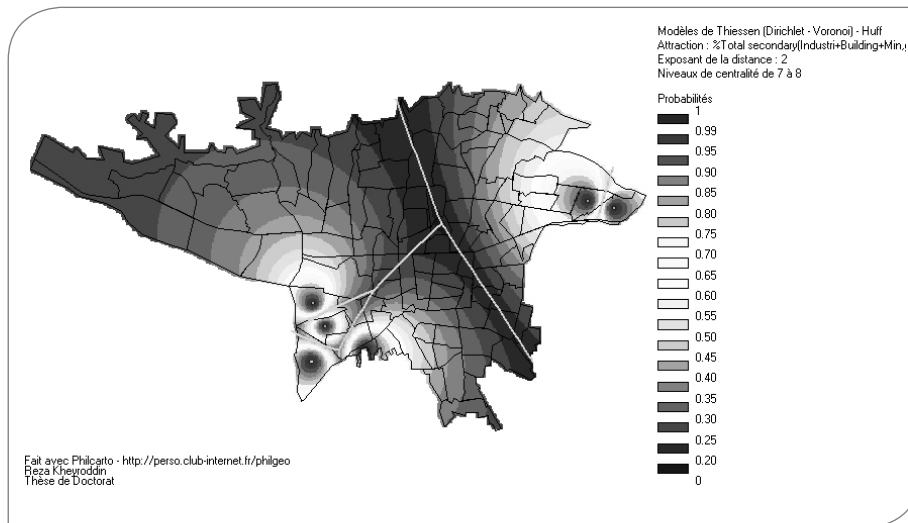 Modèles de Thiessen (Dirichlet - Voronoi) - Huff
Attraction : %Total secondary(Industri+Building+Min,
Exposant de la distance : 2
Niveaux de centralité de 7 à 8
Probabilités
1
0.99
0.95
0.90
0.85
0.80
0.75
0.70
0.65
0.60
0.55
0.50
0.45
0.40
0.35
0.30
0.25
0.20
0
Fait avec Philcarto - http://perso.club-internet.fr/philgeo
Reza Kheyroddin
Thèse de Doctorat